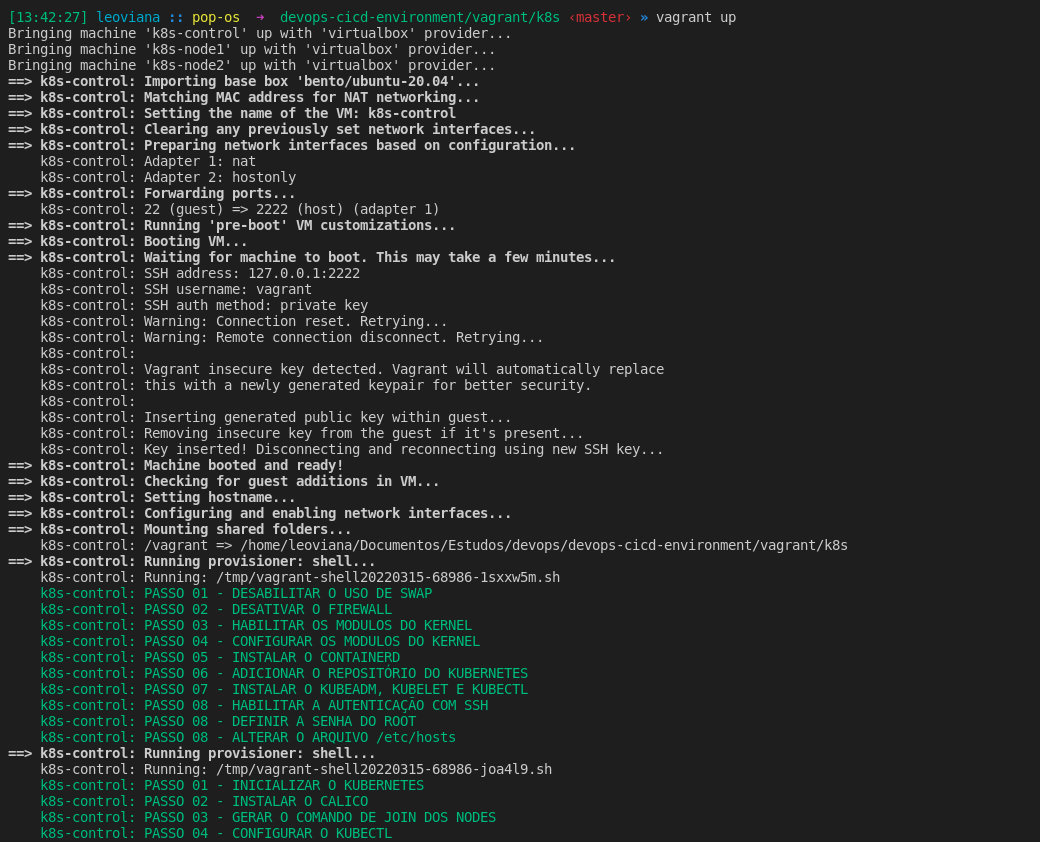 [13:42:27] leoviana :: pop-os  ➜  devops-cicd-environment/vagrant/k8s ‹master› » vagrant up
Bringing machine 'k8s-control' up with 'virtualbox' provider...
Bringing machine 'k8s-node1' up with 'virtualbox' provider...
Bringing machine 'k8s-node2' up with 'virtualbox' provider...
==> k8s-control: Importing base box 'bento/ubuntu-20.04'...
==> k8s-control: Matching MAC address for NAT networking...
==> k8s-control: Setting the name of the VM: k8s-control
==> k8s-control: Clearing any previously set network interfaces...
==> k8s-control: Preparing network interfaces based on configuration...
    k8s-control: Adapter 1: nat
    k8s-control: Adapter 2: hostonly
==> k8s-control: Forwarding ports...
    k8s-control: 22 (guest) => 2222 (host) (adapter 1)
==> k8s-control: Running 'pre-boot' VM customizations...
==> k8s-control: Booting VM...
==> k8s-control: Waiting for machine to boot. This may take a few minutes...
    k8s-control: SSH address: 127.0.0.1:2222
    k8s-control: SSH username: vagrant
    k8s-control: SSH auth method: private key
    k8s-control: Warning: Connection reset. Retrying...
    k8s-control: Warning: Remote connection disconnect. Retrying...
    k8s-control:
    k8s-control: Vagrant insecure key detected. Vagrant will automatically replace
    k8s-control: this with a newly generated keypair for better security.
    k8s-control:
    k8s-control: Inserting generated public key within guest...
    k8s-control: Removing insecure key from the guest if it's present...
    k8s-control: Key inserted! Disconnecting and reconnecting using new SSH key...
==> k8s-control: Machine booted and ready!
==> k8s-control: Checking for guest additions in VM...
==> k8s-control: Setting hostname...
==> k8s-control: Configuring and enabling network interfaces...
==> k8s-control: Mounting shared folders...
    k8s-control: /vagrant => /home/leoviana/Documentos/Estudos/devops/devops-cicd-environment/vagrant/k8s
==> k8s-control: Running provisioner: shell...
    k8s-control: Running: /tmp/vagrant-shell20220315-68986-1sxxw5m.sh
    k8s-control: PASSO 01 - DESABILITAR O USO DE SWAP
    k8s-control: PASSO 02 - DESATIVAR O FIREWALL
    k8s-control: PASSO 03 - HABILITAR OS MODULOS DO KERNEL
    k8s-control: PASSO 04 - CONFIGURAR OS MODULOS DO KERNEL
    k8s-control: PASSO 05 - INSTALAR O CONTAINERD
    k8s-control: PASSO 06 - ADICIONAR O REPOSITÓRIO DO KUBERNETES
    k8s-control: PASSO 07 - INSTALAR O KUBEADM, KUBELET E KUBECTL
    k8s-control: PASSO 08 - HABILITAR A AUTENTICAÇÃO COM SSH
    k8s-control: PASSO 08 - DEFINIR A SENHA DO ROOT
    k8s-control: PASSO 08 - ALTERAR O ARQUIVO /etc/hosts
==> k8s-control: Running provisioner: shell...
    k8s-control: Running: /tmp/vagrant-shell20220315-68986-joa4l9.sh
    k8s-control: PASSO 01 - INICIALIZAR O KUBERNETES
    k8s-control: PASSO 02 - INSTALAR O CALICO
    k8s-control: PASSO 03 - GERAR O COMANDO DE JOIN DOS NODES
    k8s-control: PASSO 04 - CONFIGURAR O KUBECTL